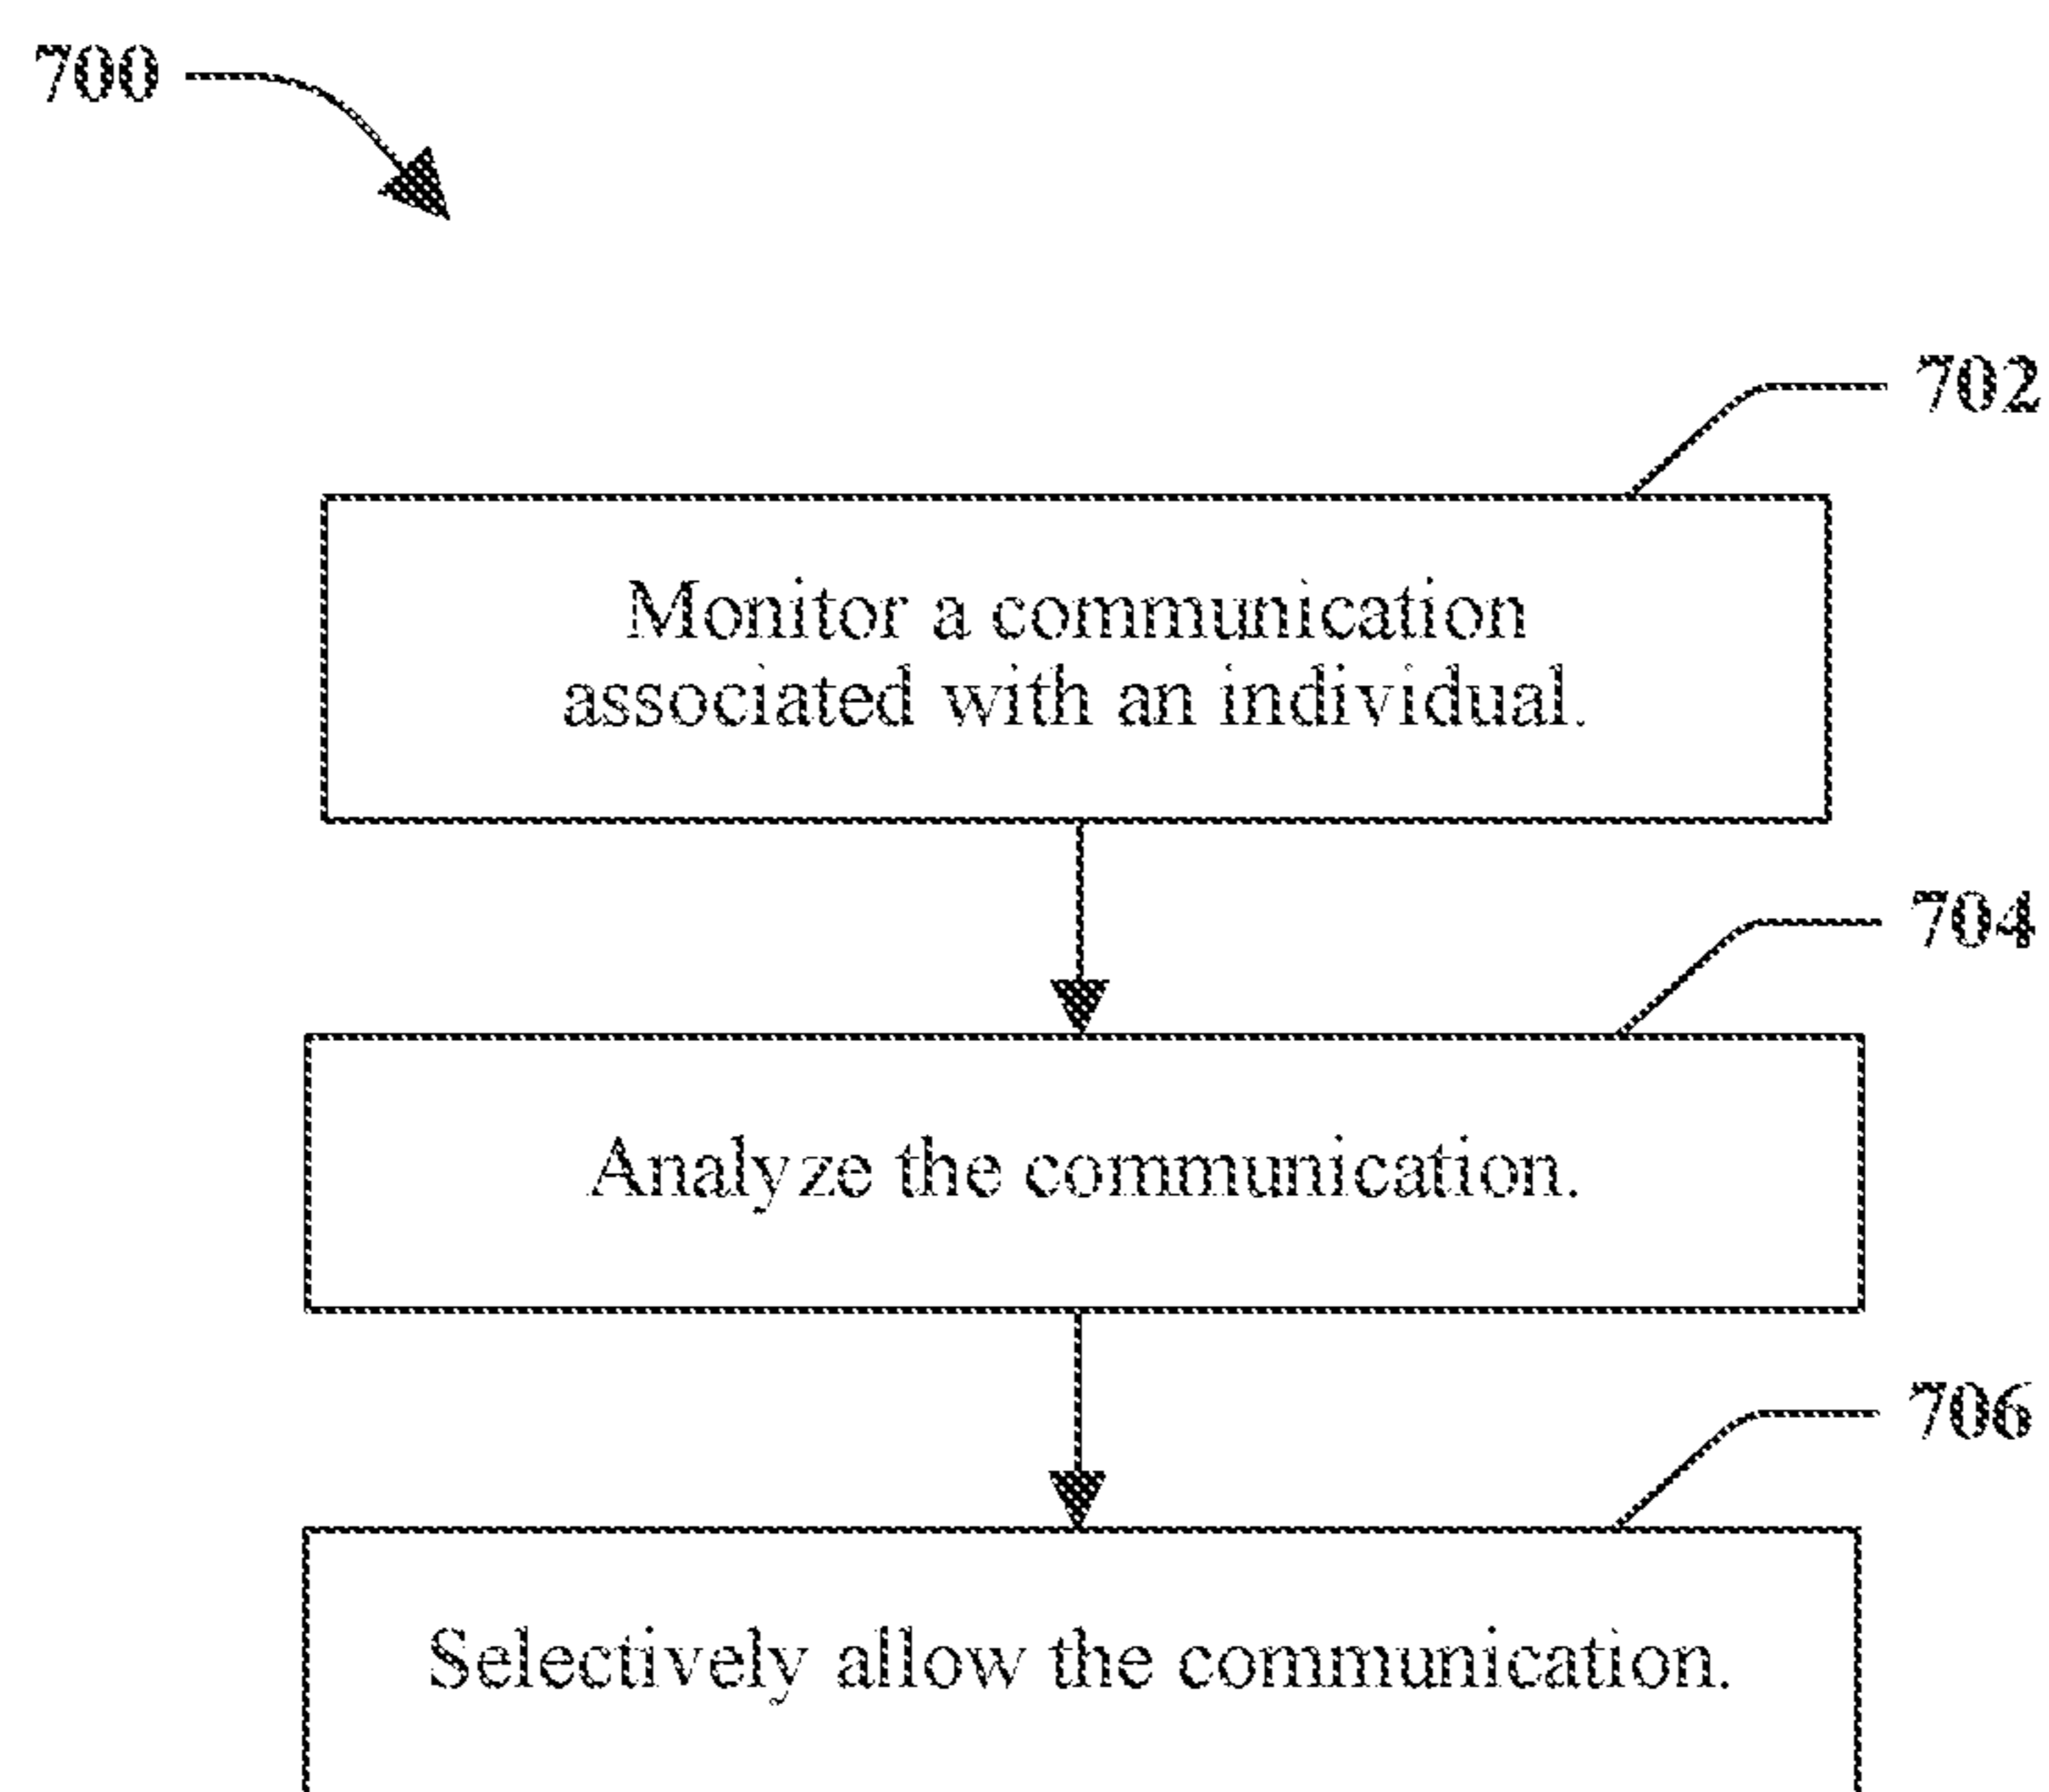 700
702
Monitor a communication
associated with an individual.
704
Analyze the communication.
706
Selectively allow the communication.